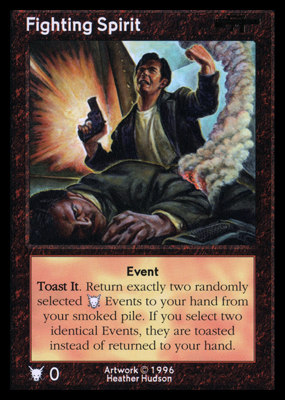 Fighting Spirit
Event
Toast It. Return exactly two randomly
selected Events to your hand from
your smoked pile. If you select two
identical Events, they are toasted
instead of returned to your hand.
0
Artwork © 1996
Heather Hudson